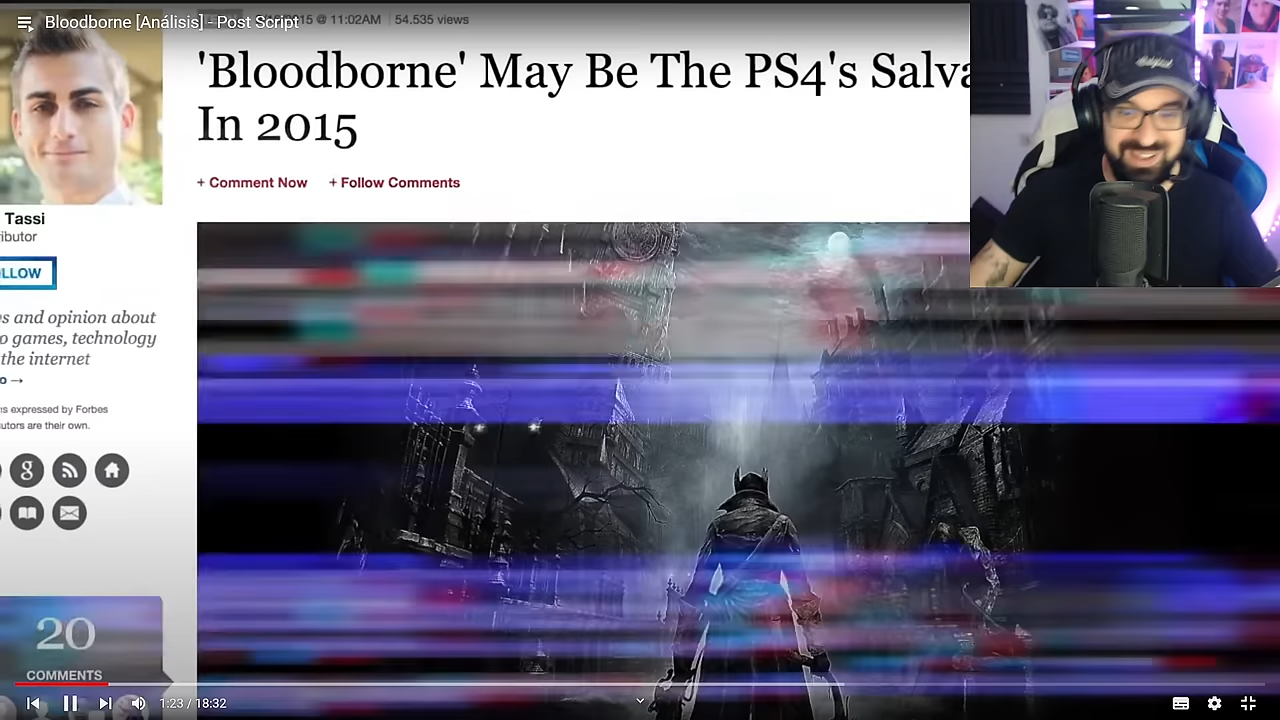 Bloodborne [Análisis] - Post Script
15 @ 11:02AM
54.535 views
'Bloodborne' May Be The PS4's Salva
In 2015
+ Comment Now + Follow Comments
Tassi
ibutor
LLOW
s and opinion about
o games, technology
the internet
o →
ns expressed by Forbes
utors are their own.
g
20
COMMENTS
1:23 / 18:32